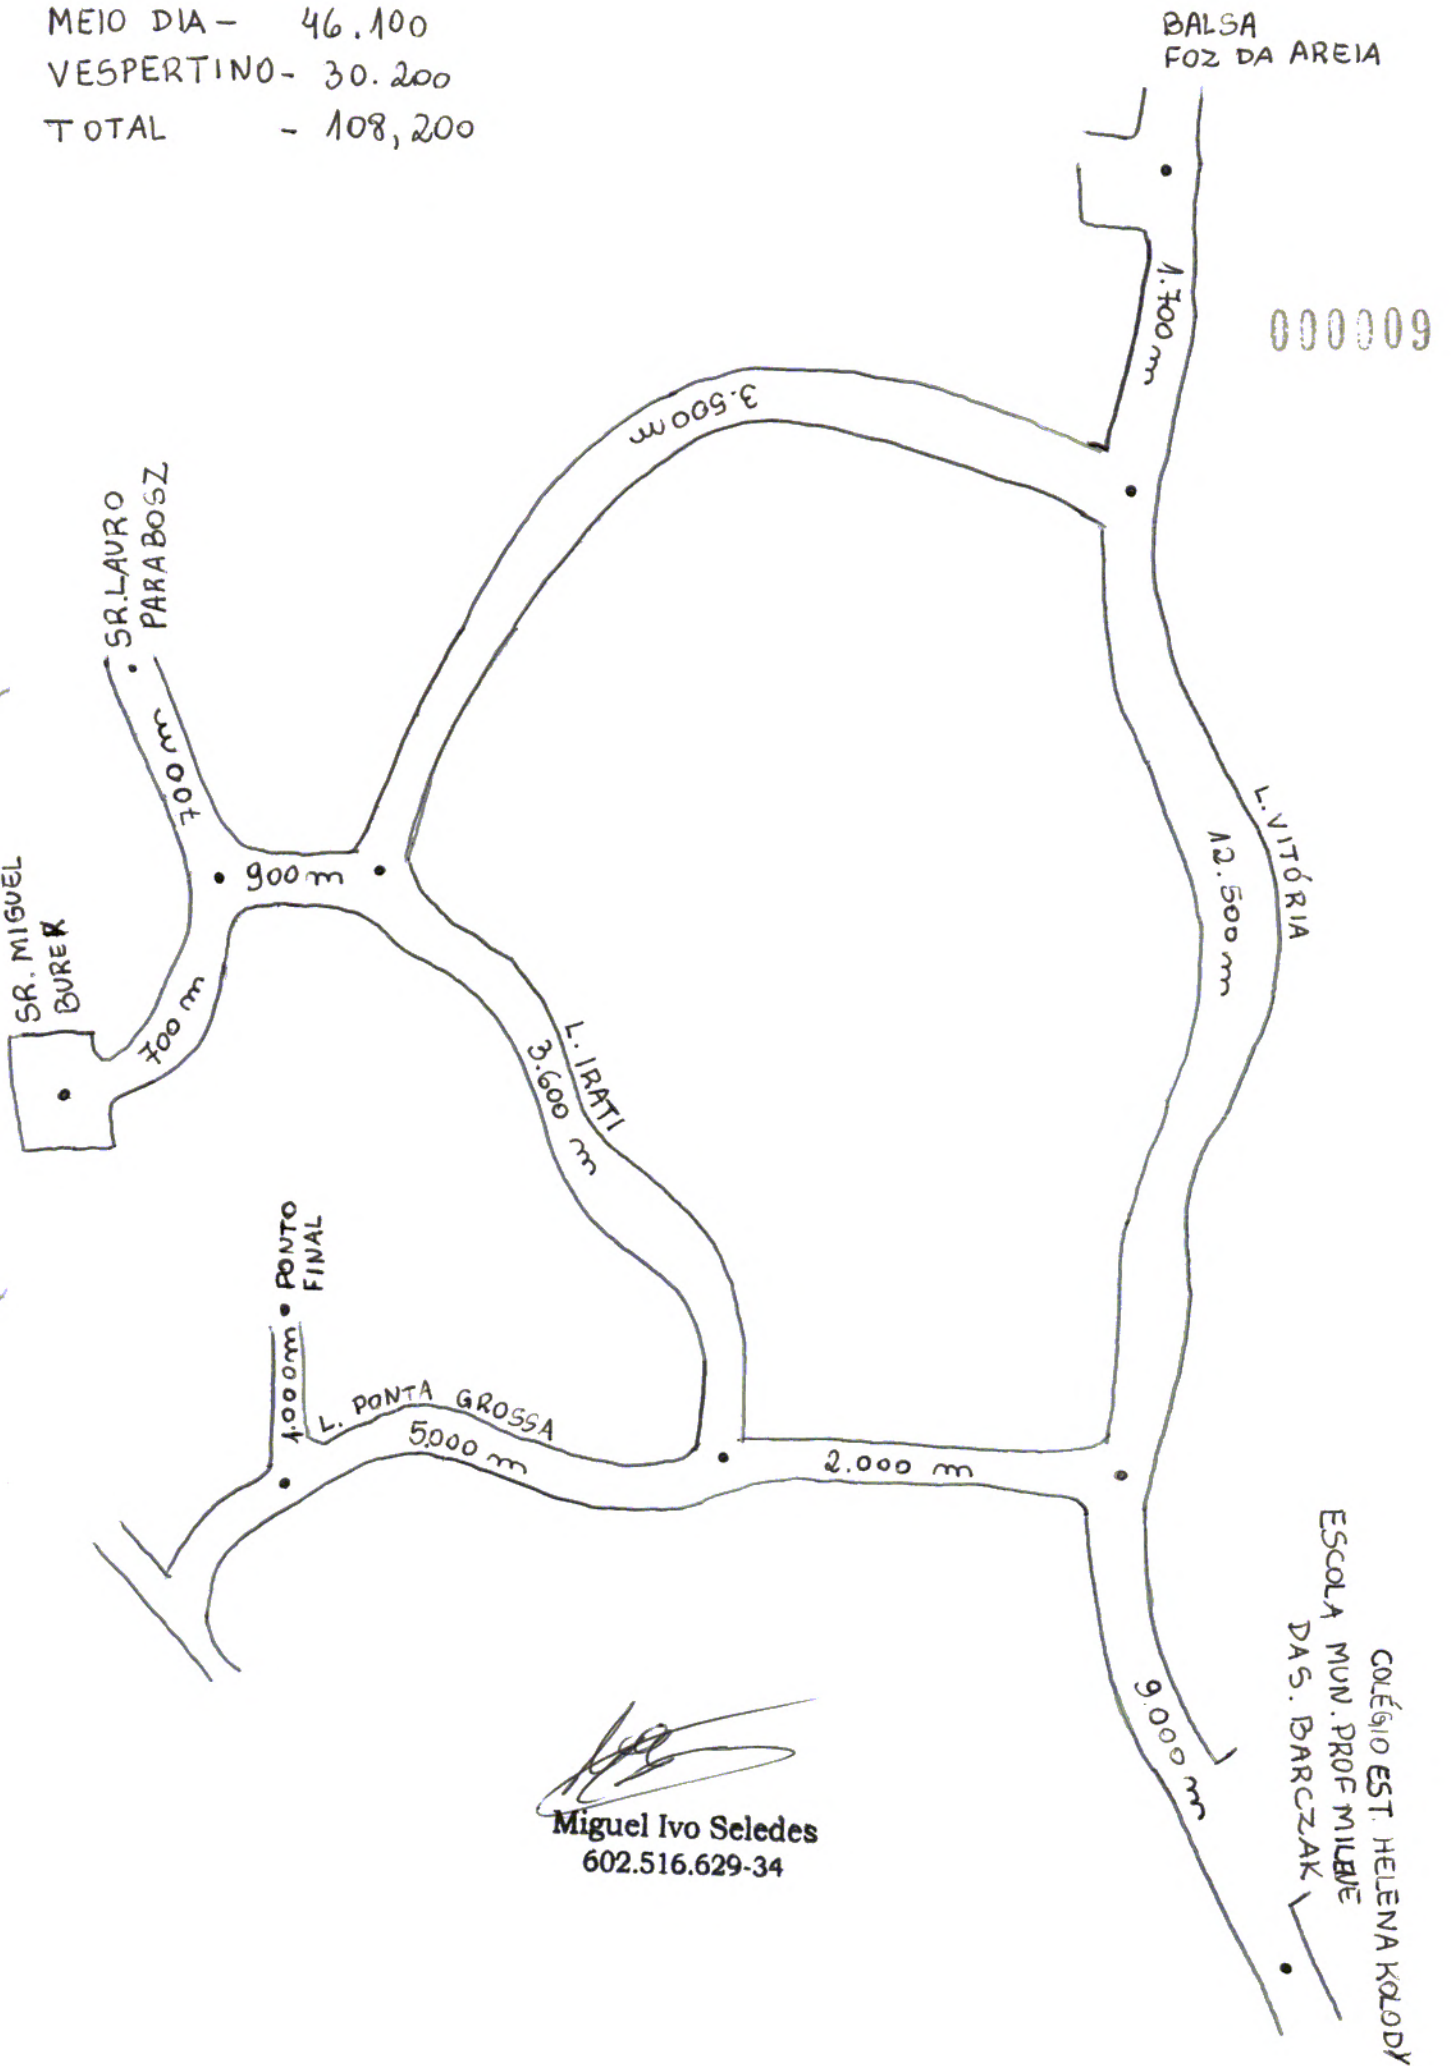 MEIO DIA - 46.100
VESPERTINO - 30.200
TOTAL - 108,200
BALSA
FOZ DA AREIA
1.700 m
000009
3.500 m
SR. LAURO
PARABOSZ
700 m
900 m
SR. MIGUEL
BURER
700 m
L. VITÓRIA
12.500 m
L. IRATI
3.600 m
PONTO
FINAL
1.000 m
L. PONTA GROSSA
5.000 m
2.000 m
9.000 m
COLÉGIO EST. HELENA KOLODY
ESCOLA MUN. PROF MILENE
DAS. BARCZAK
Miguel Ivo Seledes
602.516.629-34